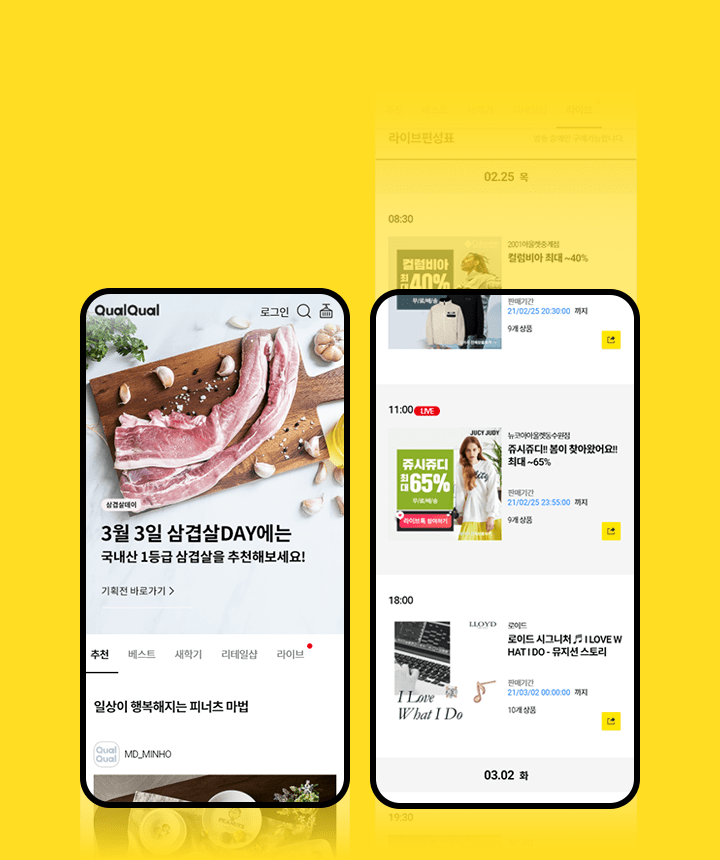 QualQual
로그인
삼겹살데이
3월 3일 삼겹살DAY에는
국내산 1등급 삼겹살을 추천해보세요!
기획전 바로가기 >
추천 베스트 새학기 리테일샵 라이브
일상이 행복해지는 피너츠 마법
Qual
Qual
MD_MINHO
라이브
라이브편성표
02.25 목
08:30
컬럼비아
최대 40%
무/료/배/송
2001아울렛중계점
컬럼비아 최대 ~40%
판매기간
21/02/25 20:30:00 까지
9개 상품
11:00 LIVE
JUCY JUDY
쥬시쥬디
최대 65%
무/료/배/송
라이브톡 참여하기
뉴코아아울렛동수원점
쥬시쥬디!! 봄이 찾아왔어요!!
최대 ~65%
판매기간
21/02/25 23:55:00 까지
9개 상품
18:00
LLOYD
I Love
What I Do
로이드
로이드 시그니처 🎵 I LOVE W
HAT I DO - 뮤지션 스토리
판매기간
21/03/02 00:00:00 까지
10개 상품
03.02 화
19:30